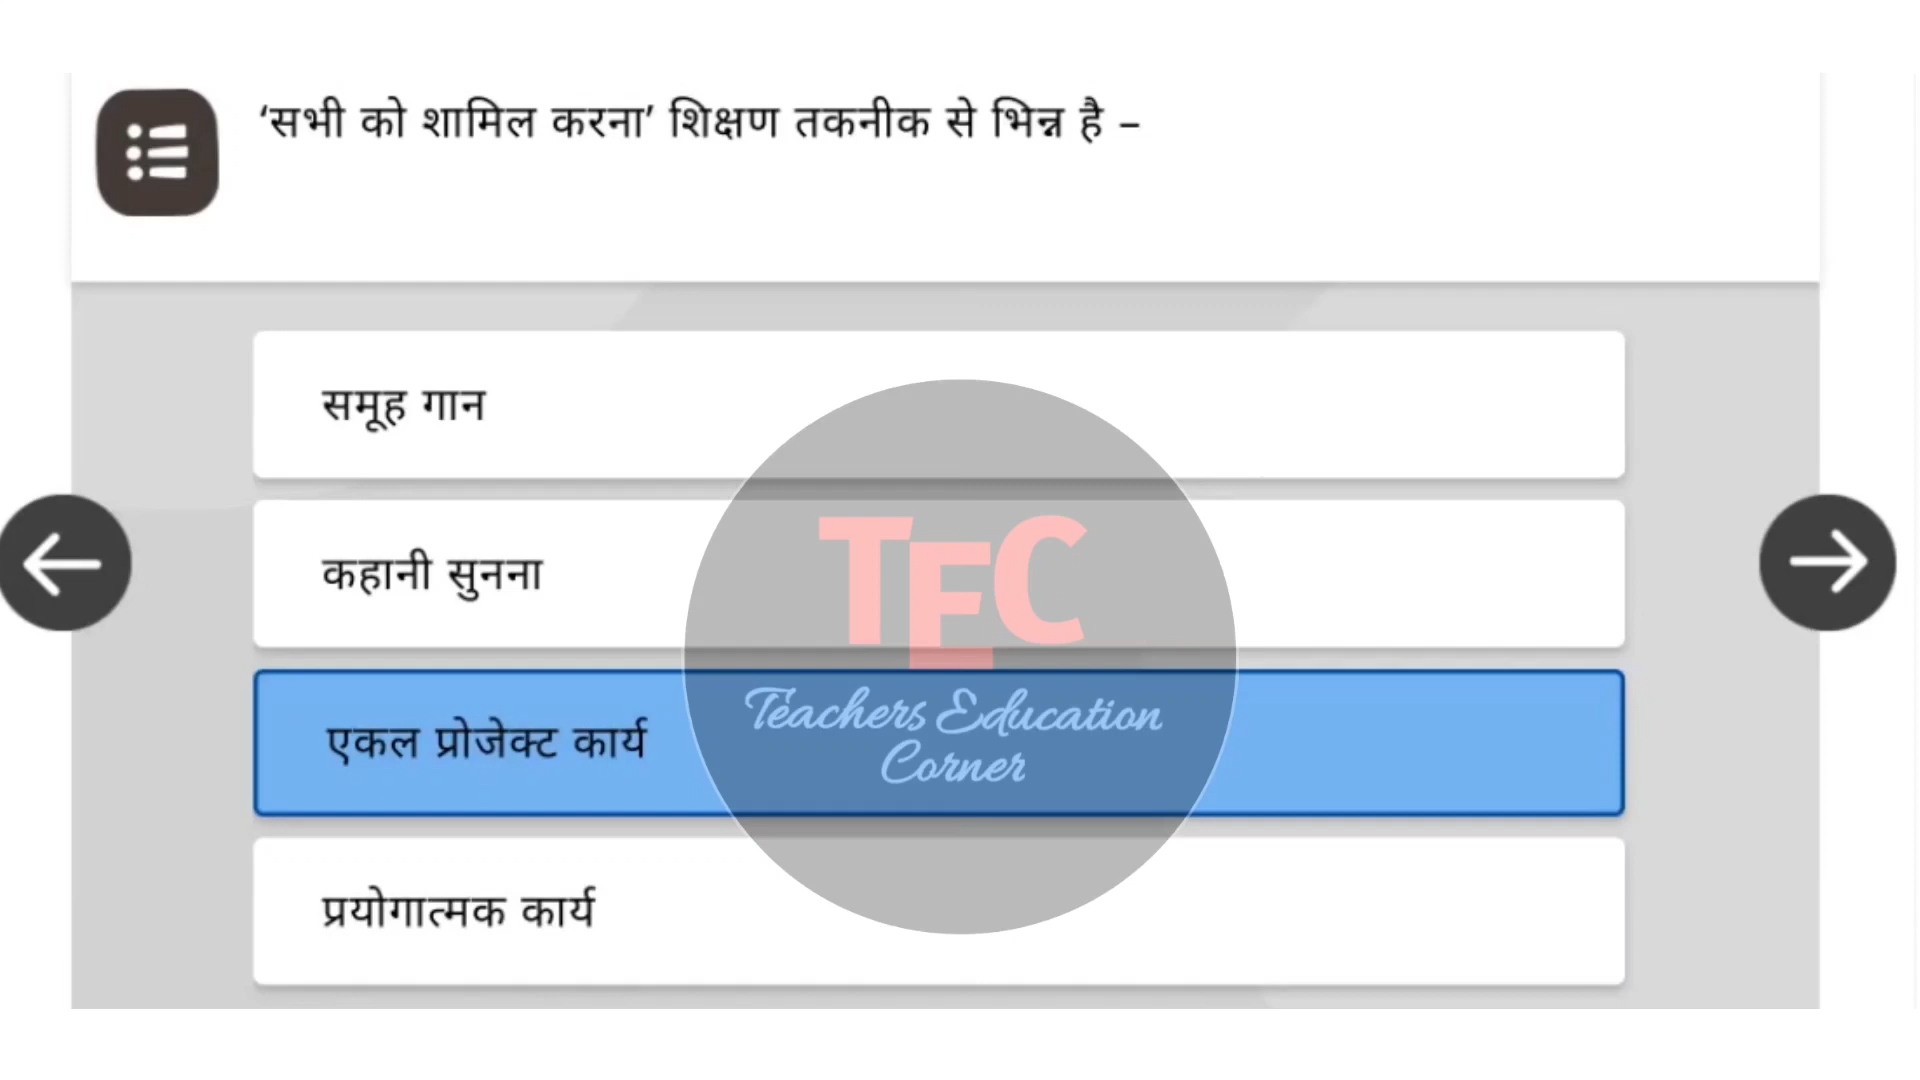 ‘सभी को शामिल करना’ शिक्षण तकनीक से भिन्न है –
समूह गान
कहानी सुनना
एकल प्रोजेक्ट कार्य
प्रयोगात्मक कार्य
TEC
Teachers Education
Corner